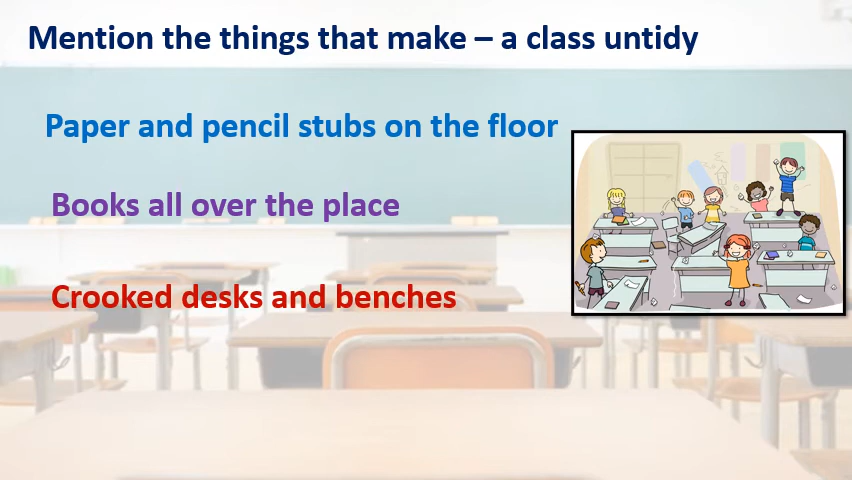 Mention the things that make – a class untidy
Paper and pencil stubs on the floor
Books all over the place
Crooked desks and benches